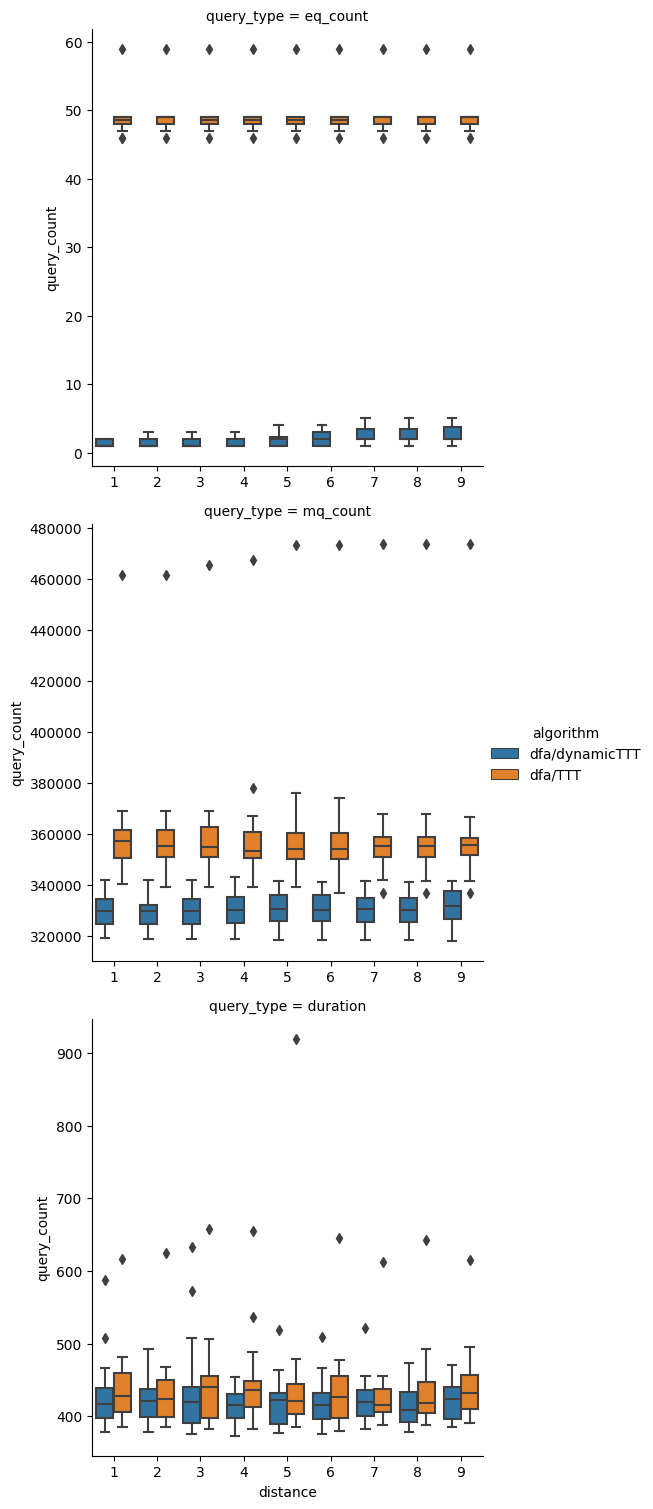 query_type = eq_count
60
50
40
30
20
10
0
query_count
1 2 3 4 5 6 7 8 9
query_type = mq_count
480000
460000
440000
420000
400000
380000
360000
340000
320000
query_count
1 2 3 4 5 6 7 8 9
algorithm
dfa/dynamicTTT
dfa/TTT
query_type = duration
900
800
700
600
500
400
query_count
1 2 3 4 5 6 7 8 9
distance